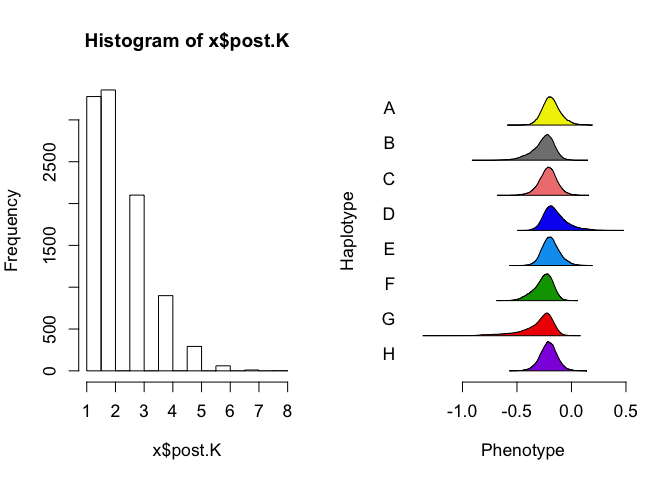 Histogram of x$post.K
Frequency
0
500
1500
2500
1 2 3 4 5 6 7 8
x$post.K
Haplotype
A
B
C
D
E
F
G
H
-1.0 -0.5 0.0 0.5
Phenotype